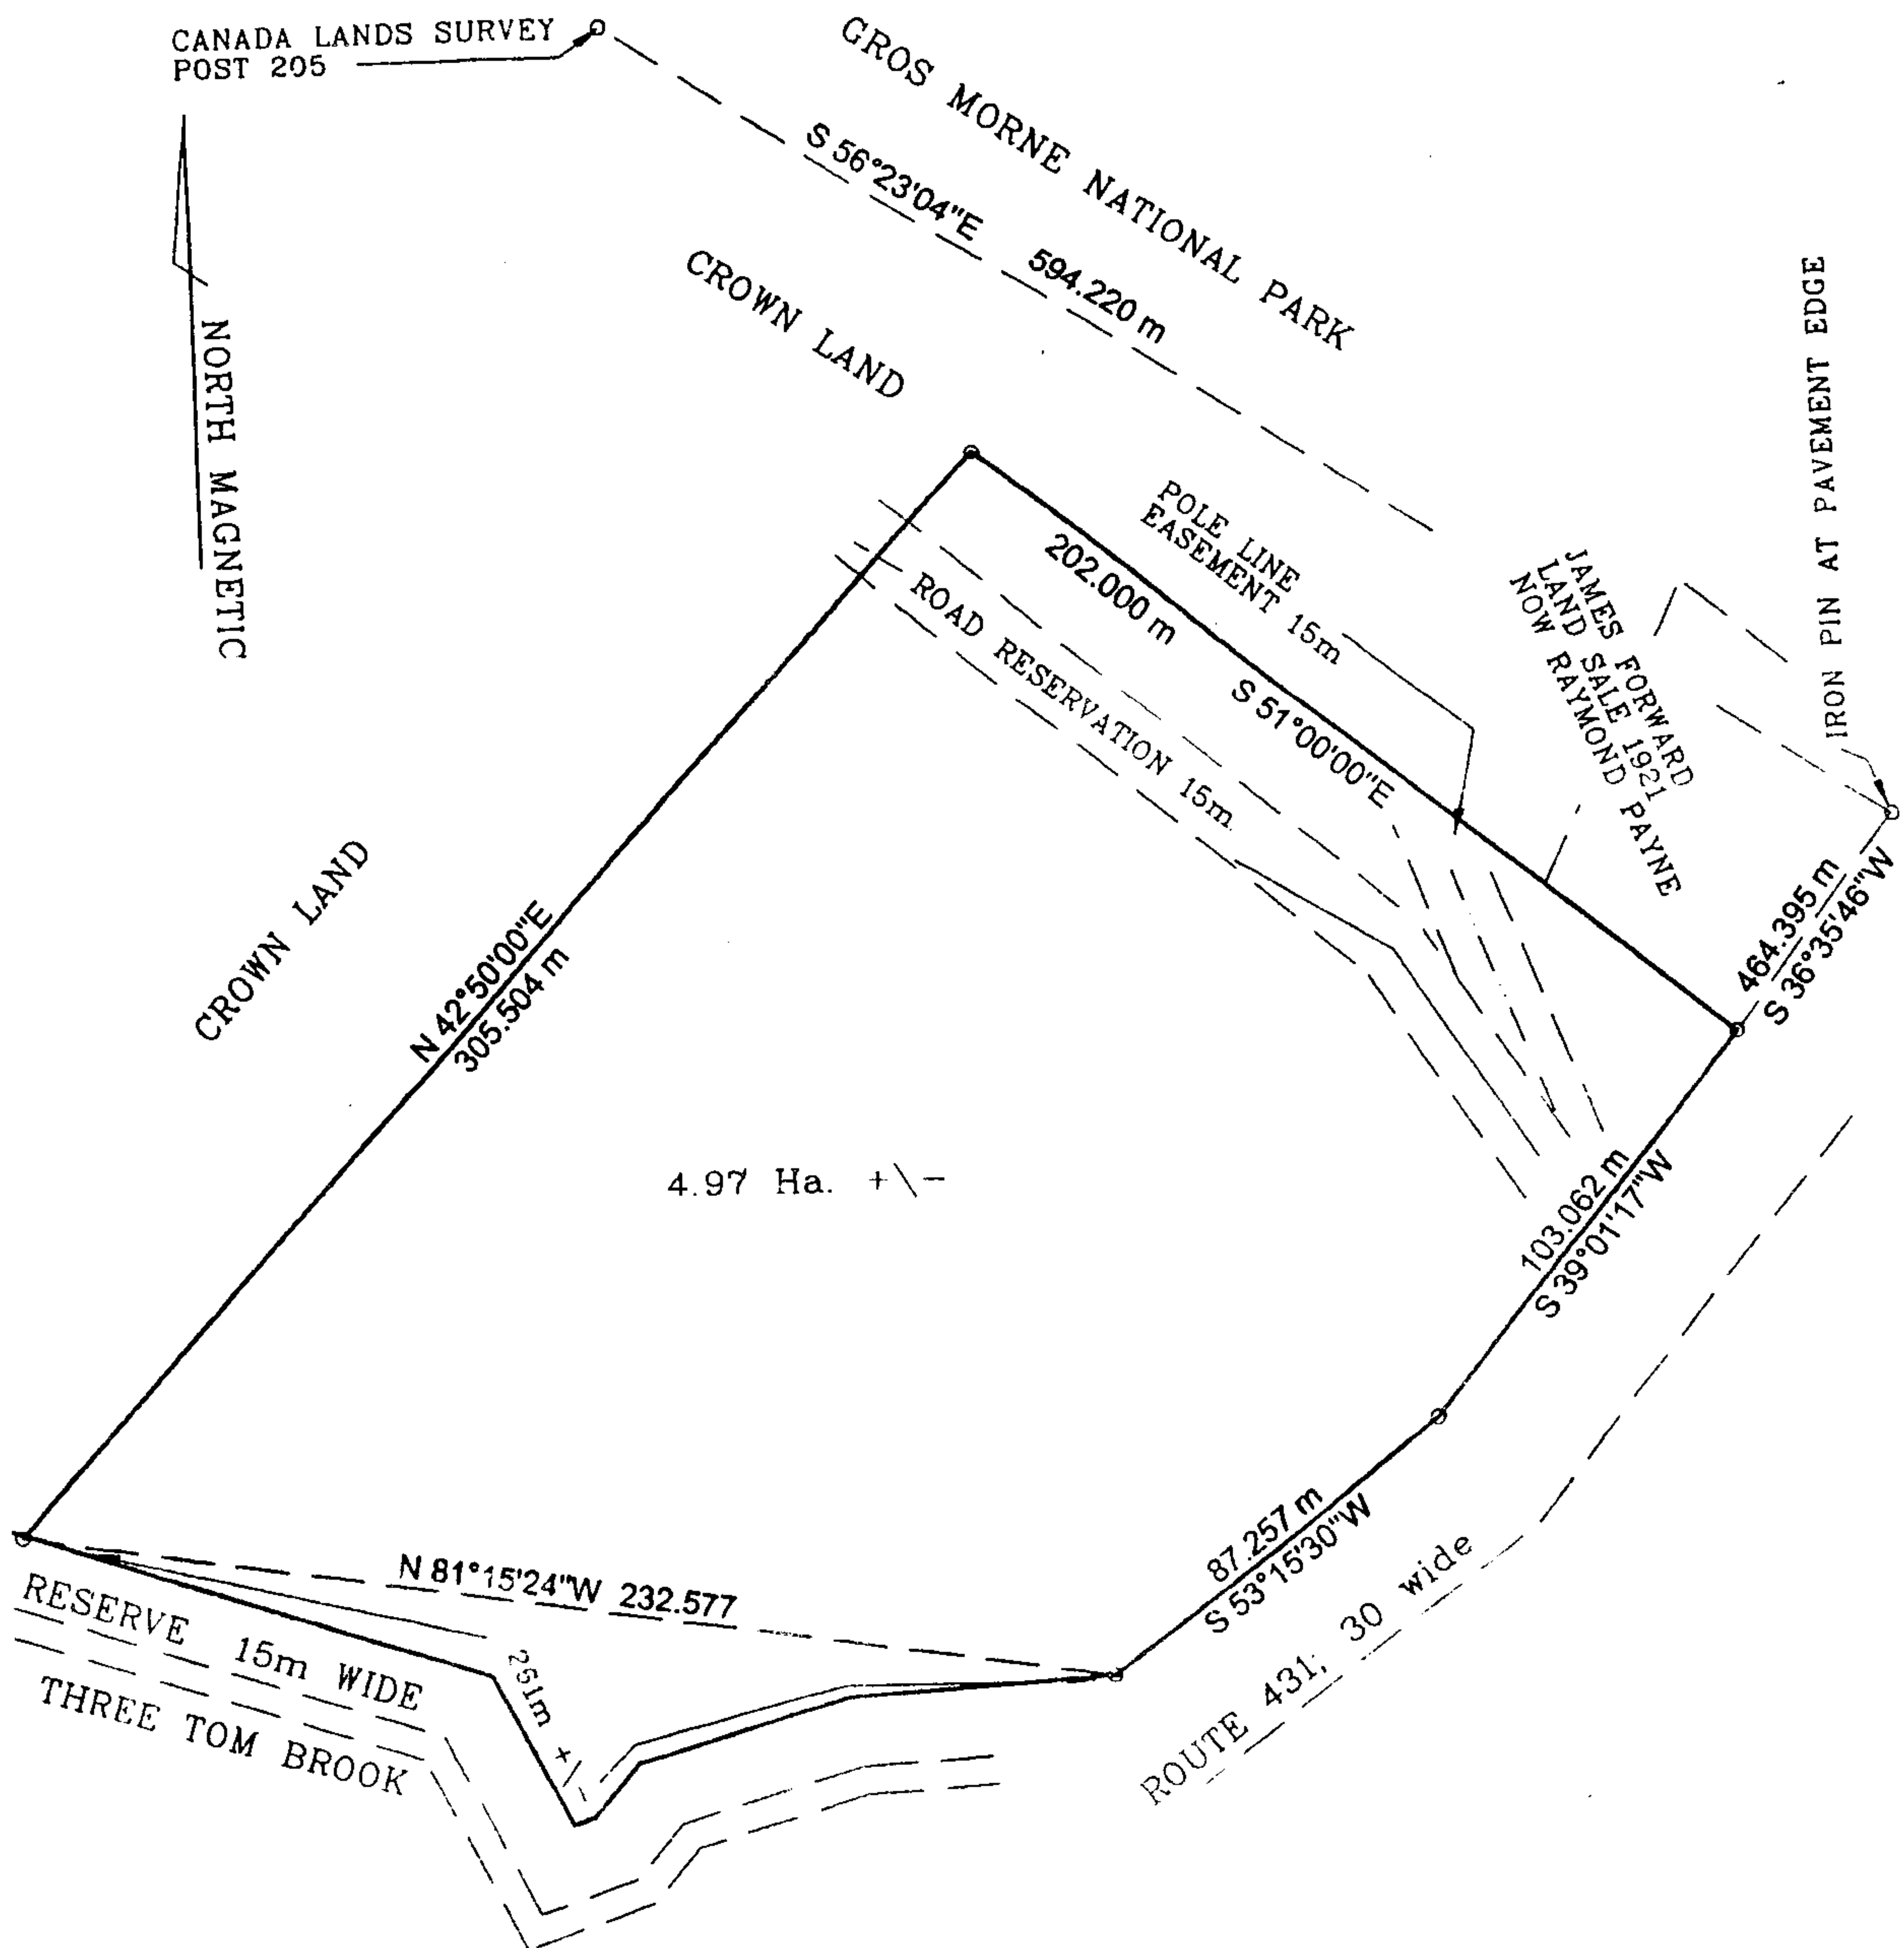 CANADA LANDS SURVEY
POST 205
GROS MORNE NATIONAL PARK
S 56°23'04"E 594.220 m
CROWN LAND
NORTH MAGNETIC
IRON PIN AT PAVEMENT EDGE
POLE LINE
EASEMENT 15m
202.000 m
S 51°00'00"E
ROAD RESERVATION 15m
JAMES FORWARD
LAND SALE 1921
NOW RAYMOND PAYNE
464.395 m
S 36°35'46"W
CROWN LAND
N 42°50'00"E
305.504 m
4.97 Ha. +\-
103.062 m
S 39°01'17"W
87.257 m
S 53°15'30"W
ROUTE 431, 30 wide
N 81°15'24"W 232.577
RESERVE 15m WIDE
THREE TOM BROOK